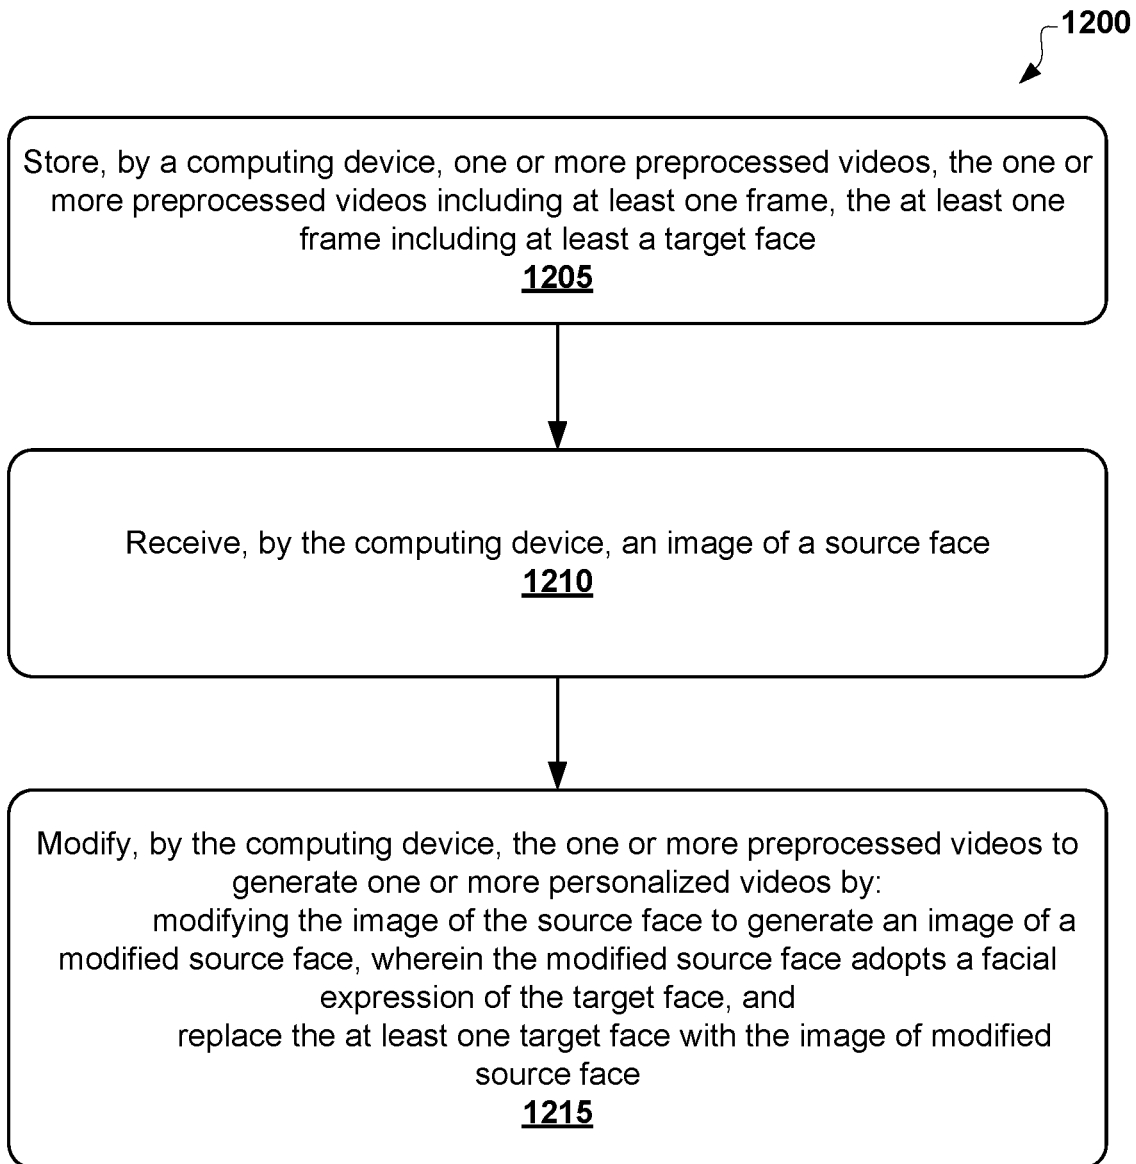 1200
Store, by a computing device, one or more preprocessed videos, the one or
more preprocessed videos including at least one frame, the at least one
frame including at least a target face
1205
Receive, by the computing device, an image of a source face
1210
Modify, by the computing device, the one or more preprocessed videos to
generate one or more personalized videos by:
modifying the image of the source face to generate an image of a
modified source face, wherein the modified source face adopts a facial
expression of the target face, and
replace the at least one target face with the image of modified
source face
1215